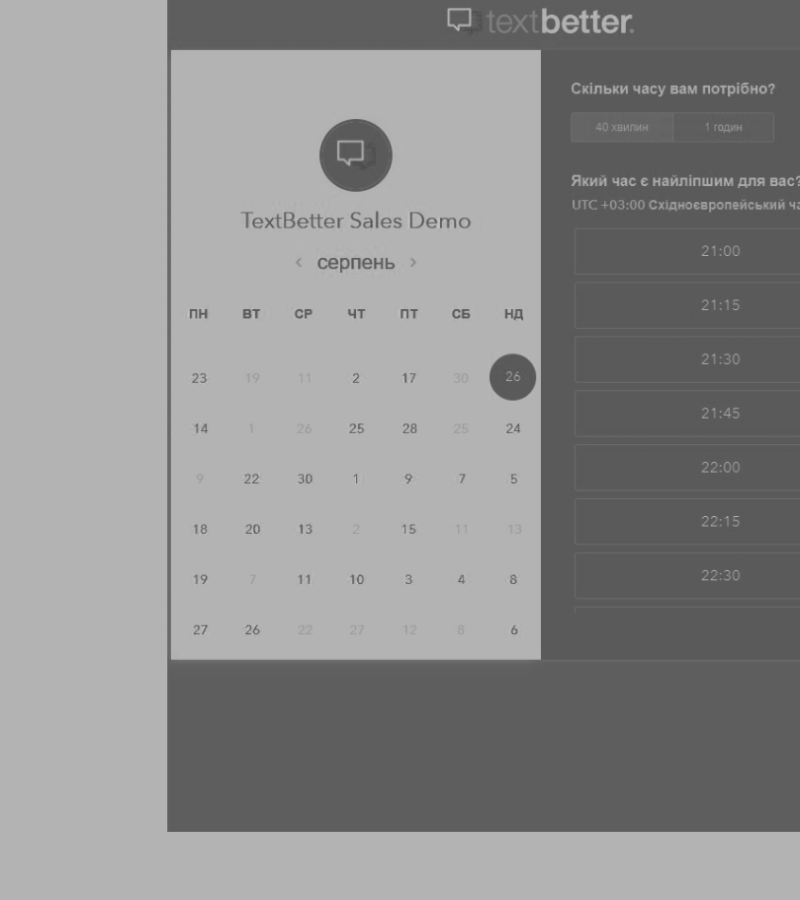 textbetter.
TextBetter Sales Demo
‹ серпень ›
ПН ВТ СР ЧТ ПТ СБ НД
23 19 11 2 17 30 26
14 1 26 25 28 25 24
9 22 30 1 9 7 5
18 20 13 2 15 11 13
19 7 11 10 3 4 8
27 26 22 27 12 8 6
Скільки часу вам потрібно?
40 хвилин 1 годин
Який час є найліпшим для вас?
UTC +03:00 Східноєвропейський ча
21:00
21:15
21:30
21:45
22:00
22:15
22:30